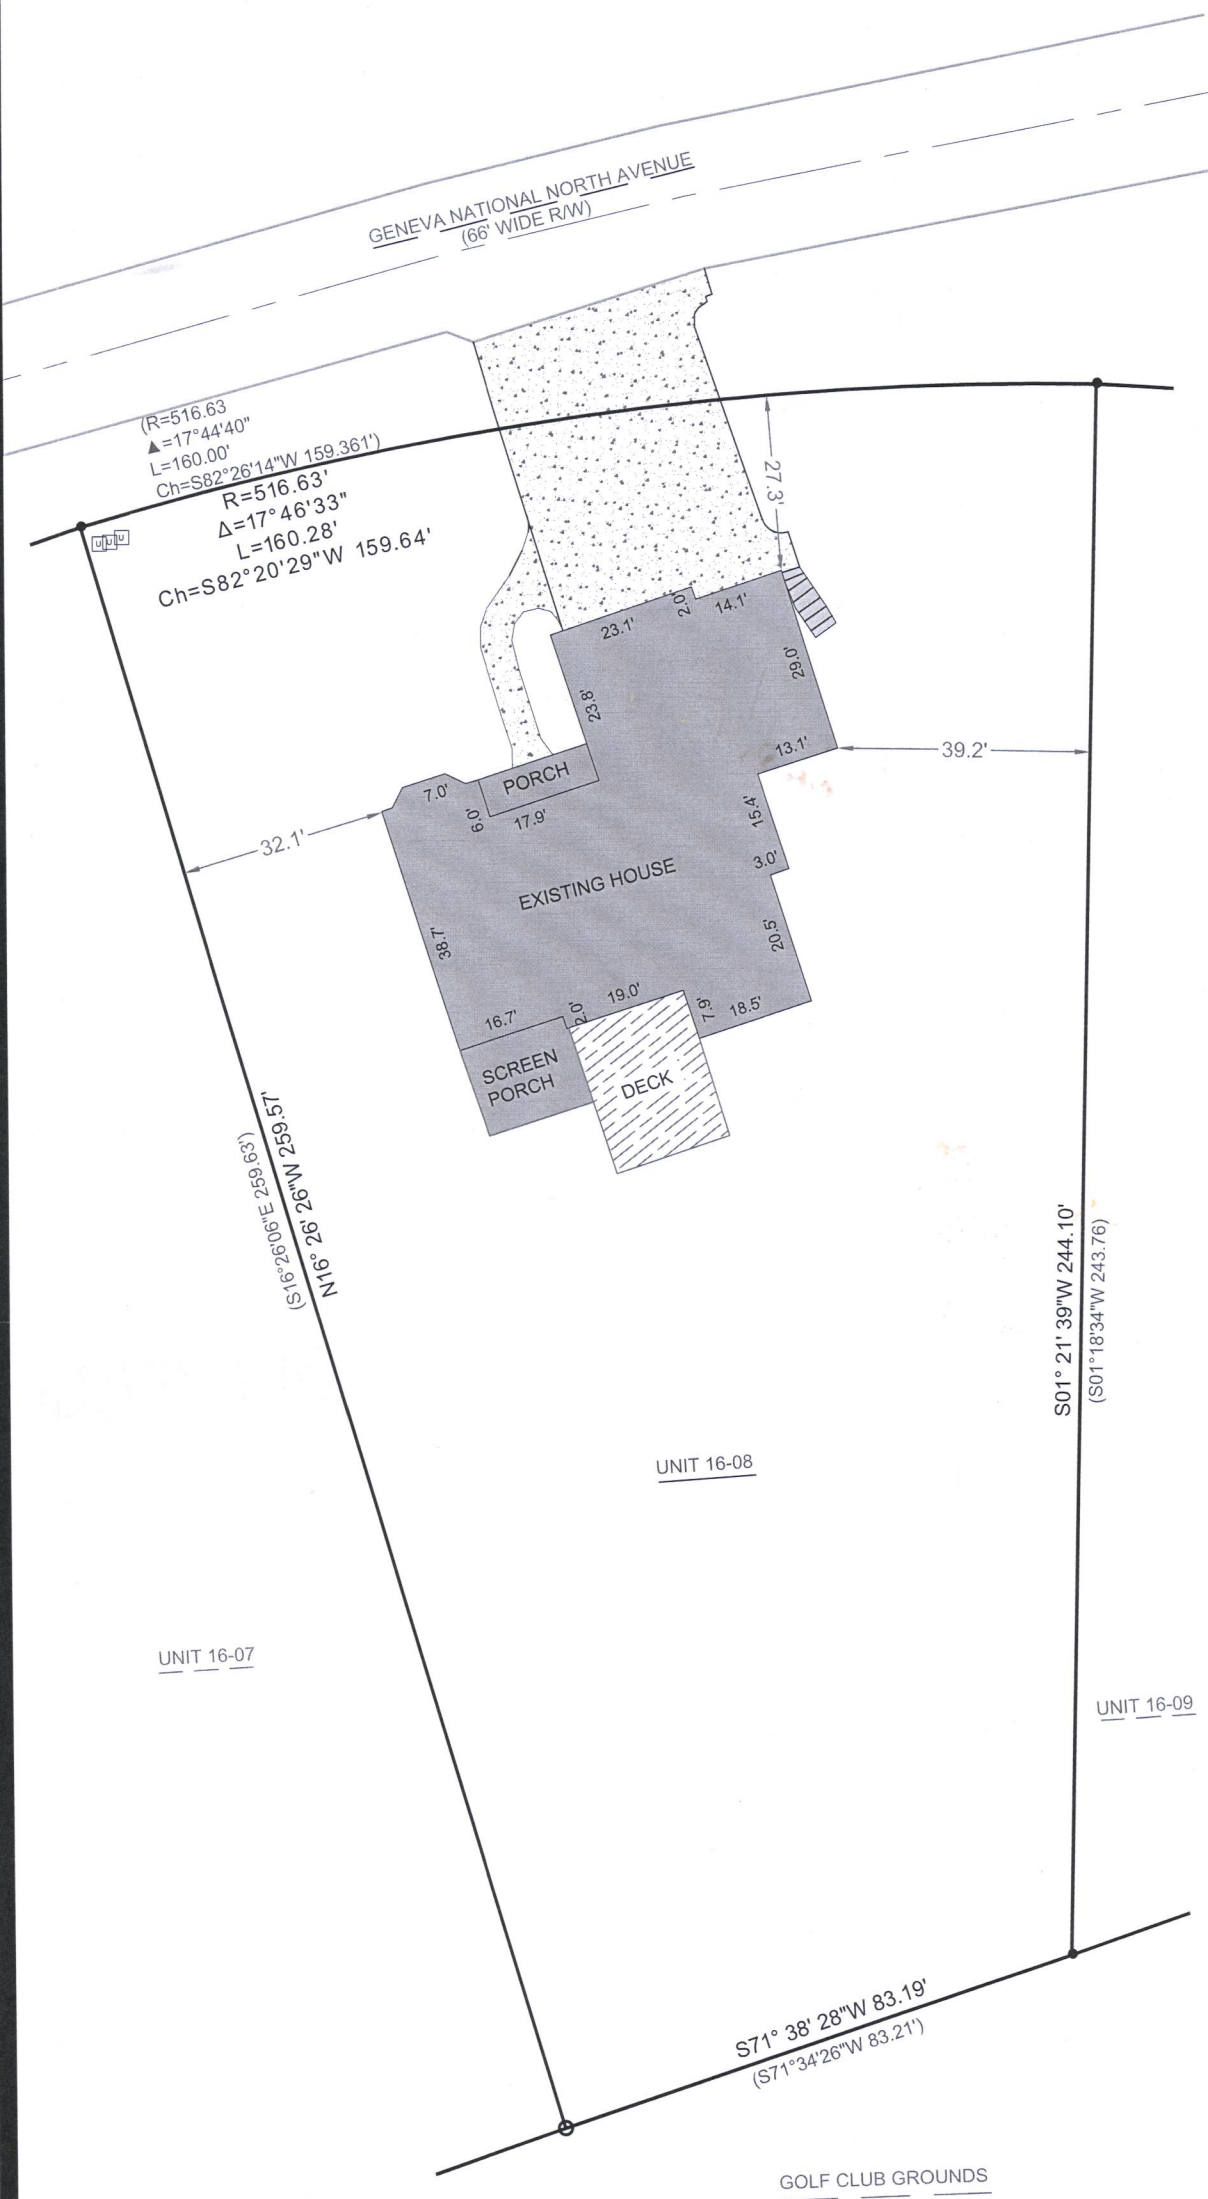 GENEVA NATIONAL NORTH AVENUE
(66' WIDE R/W)
(R=516.63
▲=17°44'40"
L=160.00'
Ch=S82°26'14"W 159.361')
R=516.63'
Δ=17°46'33"
L=160.28'
Ch=S82°20'29"W 159.64'
U U U
27.3'
23.1'
2.0'
14.1'
29.0'
23.8'
13.1'
39.2'
PORCH
7.0'
6.0'
17.9'
32.1'
15.4'
3.0'
EXISTING HOUSE
38.7'
20.5'
16.7'
2.0'
19.0'
7.9'
18.5'
SCREEN
PORCH
DECK
N16° 26' 26"W 259.57'
(S16°26'06"E 259.63')
S01° 21' 39"W 244.10'
(S01°18'34"W 243.76)
UNIT 16-08
UNIT 16-07
UNIT 16-09
S71° 38' 28"W 83.19'
(S71°34'26"W 83.21')
GOLF CLUB GROUNDS